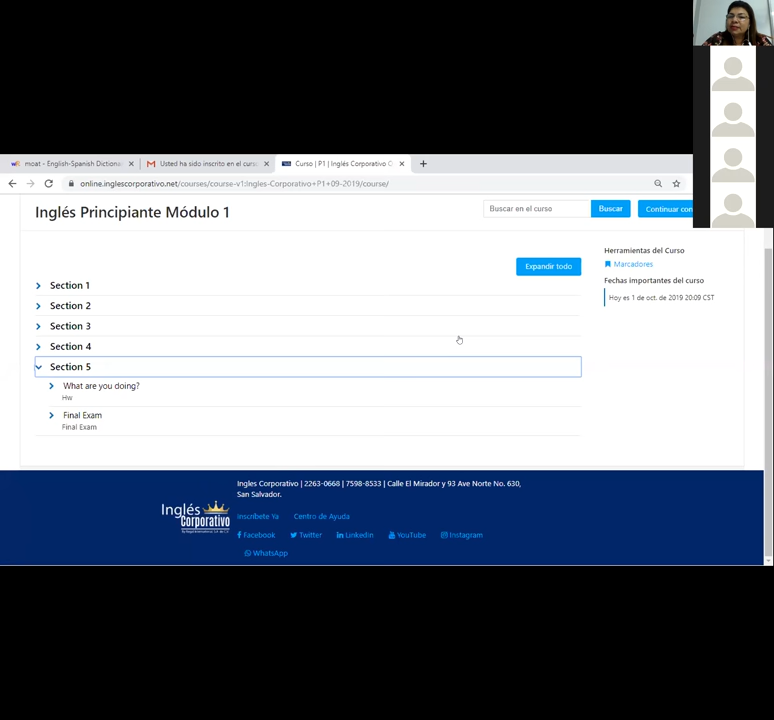 moat - English-Spanish Dictionar
Usted ha sido inscrito en el curso
Curso | P1 | Inglés Corporativo O
online.inglescorporativo.net/courses/course-v1:Ingles-Corporativo+P1+09-2019/course/
Inglés Principiante Módulo 1
Buscar en el curso
Buscar
Continuar con
Herramientas del Curso
Marcadores
Fechas importantes del curso
Hoy es 1 de oct. de 2019 20:09 CST
Expandir todo
Section 1
Section 2
Section 3
Section 4
Section 5
What are you doing?
Hw
Final Exam
Final Exam
Inglés
Corporativo
Ingles Corporativo | 2263-0668 | 7598-8533 | Calle El Mirador y 93 Ave Norte No. 630,
San Salvador.
Inscríbete Ya Centro de Ayuda
Facebook Twitter Linkedin YouTube Instagram
WhatsApp